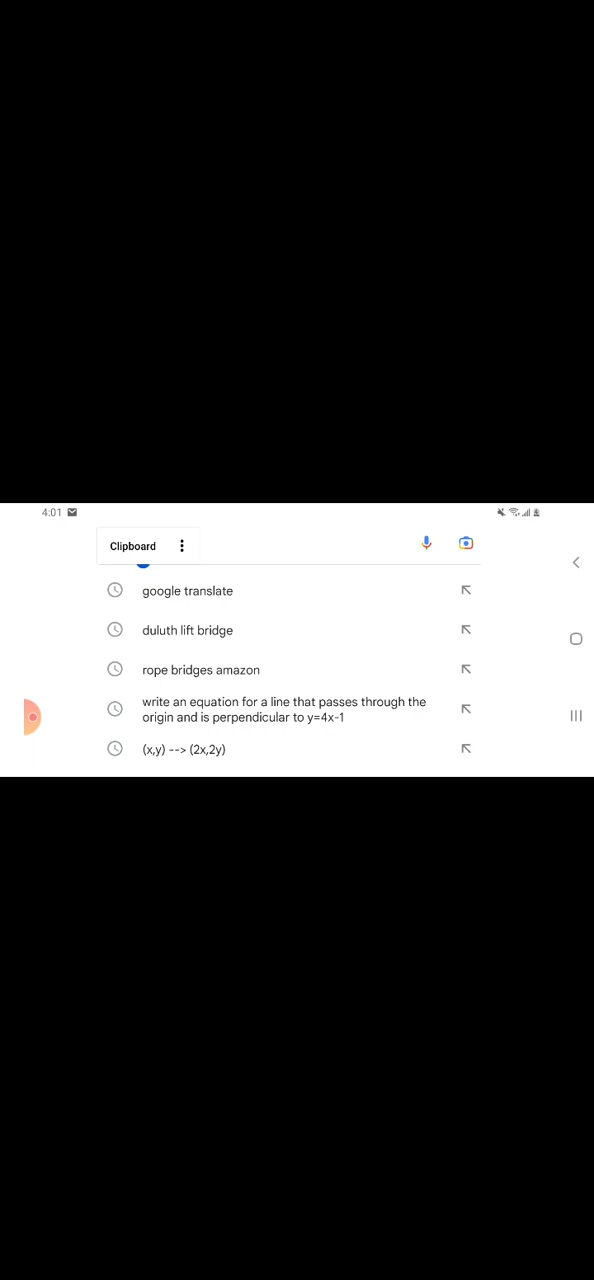 4:01
Clipboard
google translate
duluth lift bridge
rope bridges amazon
write an equation for a line that passes through the
origin and is perpendicular to y=4x-1
(x,y) --> (2x,2y)